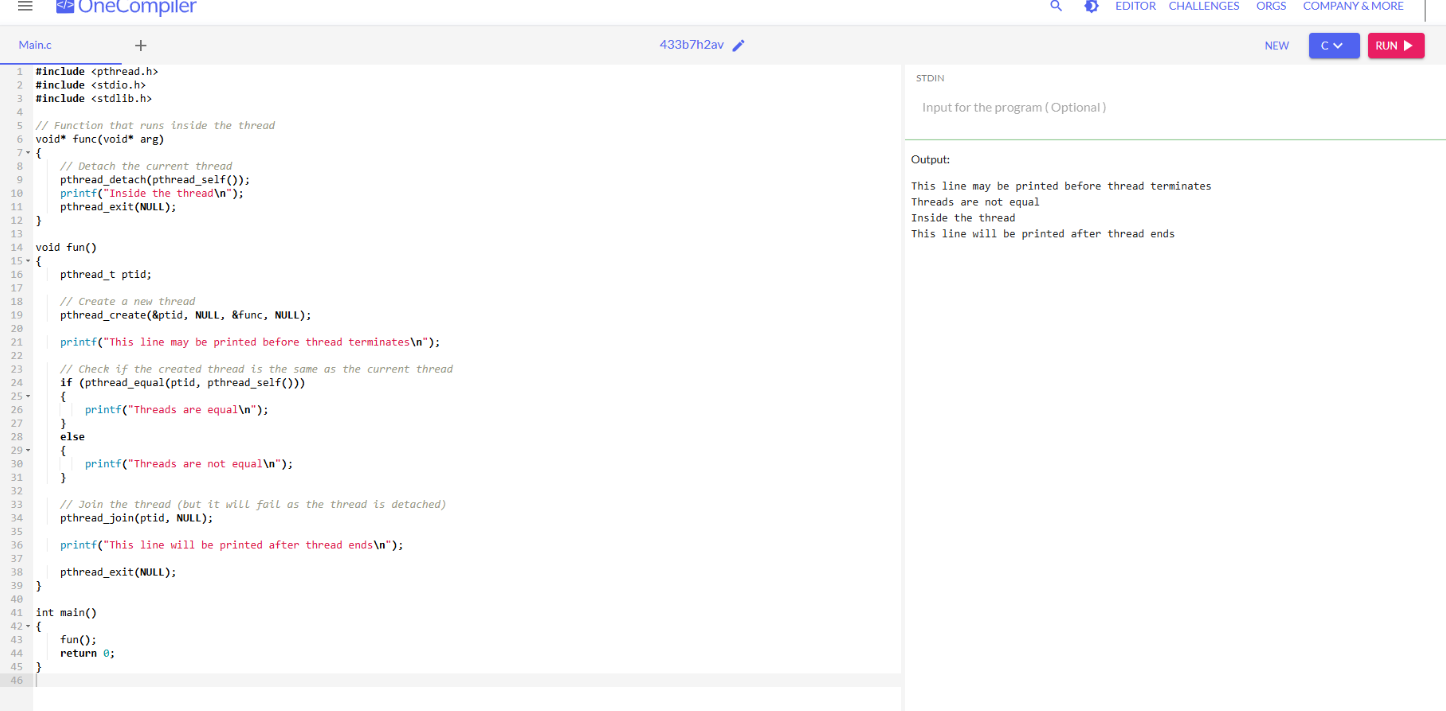 OneCompiler
EDITOR CHALLENGES ORGS COMPANY & MORE
Main.c
433b7h2av
NEW C RUN
1 #include <pthread.h>
2 #include <stdio.h>
3 #include <stdlib.h>
4
5 // Function that runs inside the thread
6 void* func(void* arg)
7 {
8     // Detach the current thread
9     pthread_detach(pthread_self());
10     printf("Inside the thread\n");
11     pthread_exit(NULL);
12 }
13
14 void fun()
15 {
16     pthread_t ptid;
17
18     // Create a new thread
19     pthread_create(&ptid, NULL, &func, NULL);
20
21     printf("This line may be printed before thread terminates\n");
22
23     // Check if the created thread is the same as the current thread
24     if (pthread_equal(ptid, pthread_self()))
25     {
26         printf("Threads are equal\n");
27     }
28     else
29     {
30         printf("Threads are not equal\n");
31     }
32
33     // Join the thread (but it will fail as the thread is detached)
34     pthread_join(ptid, NULL);
35
36     printf("This line will be printed after thread ends\n");
37
38     pthread_exit(NULL);
39 }
40
41 int main()
42 {
43     fun();
44     return 0;
45 }
46
STDIN
Input for the program ( Optional )
Output:
This line may be printed before thread terminates
Threads are not equal
Inside the thread
This line will be printed after thread ends